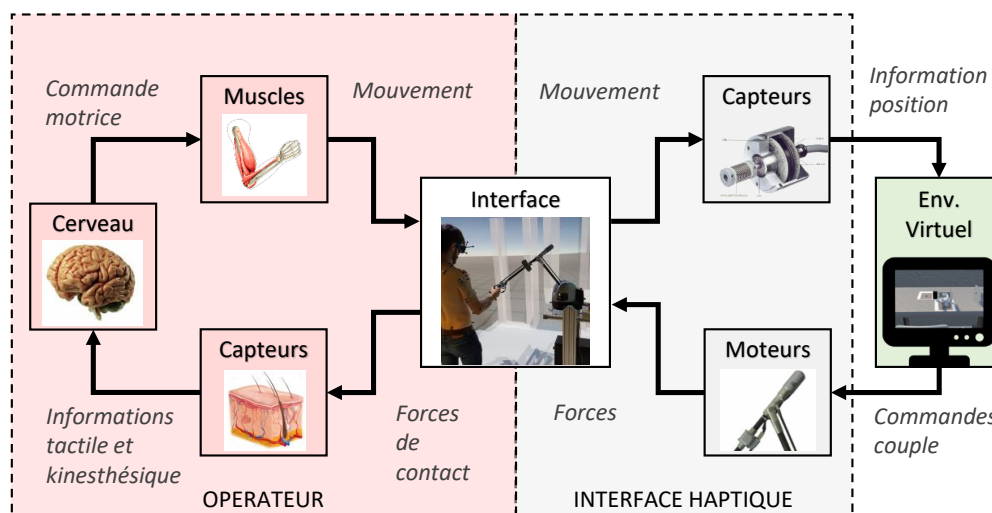 Commande
motrice
Muscles
Mouvement
Mouvement
Capteurs
Information
position
Cerveau
Interface
Env.
Virtuel
Capteurs
Moteurs
Informations
tactile et
kinesthésique
Forces
de
contact
Forces
Commandes
couple
OPERATEUR
INTERFACE HAPTIQUE